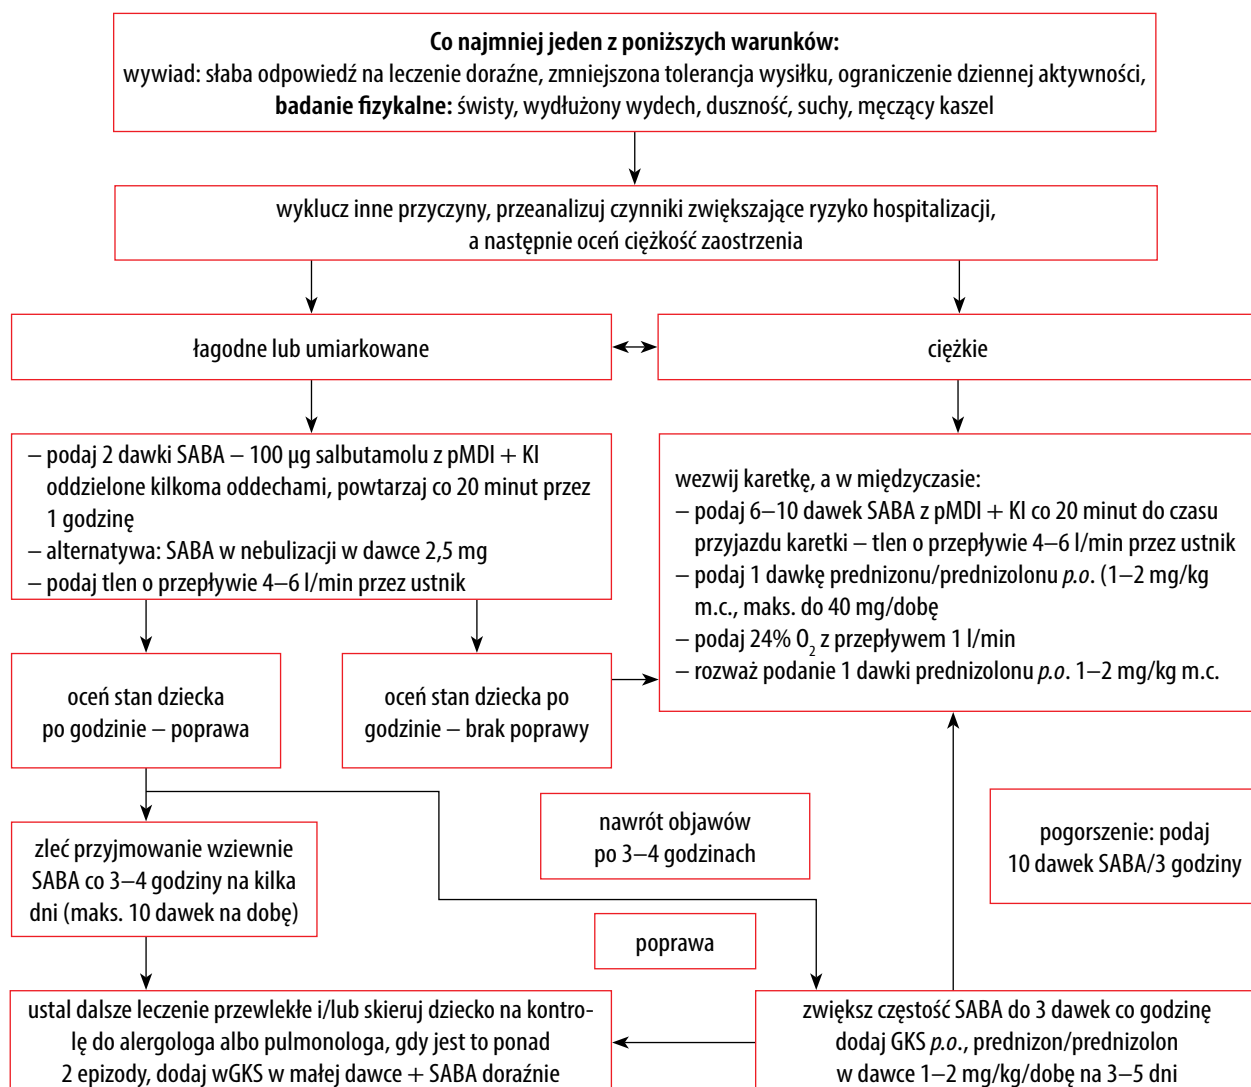 Co najmniej jeden z poniższych warunków:
wywiad: słaba odpowiedź na leczenie doraźne, zmniejszona tolerancja wysiłku, ograniczenie dziennej aktywności,
badanie fizykalne: świsty, wydłużony wydech, duszność, suchy, męczący kaszel
wyklucz inne przyczyny, przeanalizuj czynniki zwiększające ryzyko hospitalizacji,
a następnie oceń ciężkość zaostrzenia
łagodne lub umiarkowane
ciężkie
– podaj 2 dawki SABA – 100 µg salbutamolu z pMDI + KI
oddzielone kilkoma oddechami, powtarzaj co 20 minut przez
1 godzinę
– alternatywa: SABA w nebulizacji w dawce 2,5 mg
– podaj tlen o przepływie 4–6 l/min przez ustnik
wezwij karetkę, a w międzyczasie:
– podaj 6–10 dawek SABA z pMDI + KI co 20 minut do czasu
przyjazdu karetki – tlen o przepływie 4–6 l/min przez ustnik
– podaj 1 dawkę prednizonu/prednizolonu p.o. (1–2 mg/kg
m.c., maks. do 40 mg/dobę
– podaj 24% O₂ z przepływem 1 l/min
– rozważ podanie 1 dawki prednizolonu p.o. 1–2 mg/kg m.c.
oceń stan dziecka
po godzinie – poprawa
oceń stan dziecka po
godzinie – brak poprawy
nawrót objawów
po 3–4 godzinach
pogorszenie: podaj
10 dawek SABA/3 godziny
zleć przyjmowanie wziewnie
SABA co 3–4 godziny na kilka
dni (maks. 10 dawek na dobę)
poprawa
ustal dalsze leczenie przewlekłe i/lub skieruj dziecko na kontro-
lę do alergologa albo pulmonologa, gdy jest to ponad
2 epizody, dodaj wGKS w małej dawce + SABA doraźnie
zwiększ częstość SABA do 3 dawek co godzinę
dodaj GKS p.o., prednizon/prednizolon
w dawce 1–2 mg/kg/dobę na 3–5 dni